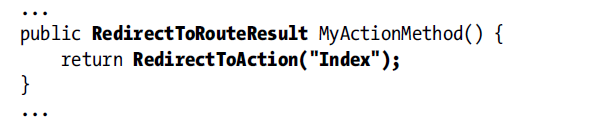 ...
public RedirectToRouteResult MyActionMethod() {
    return RedirectToAction("Index");
}
...